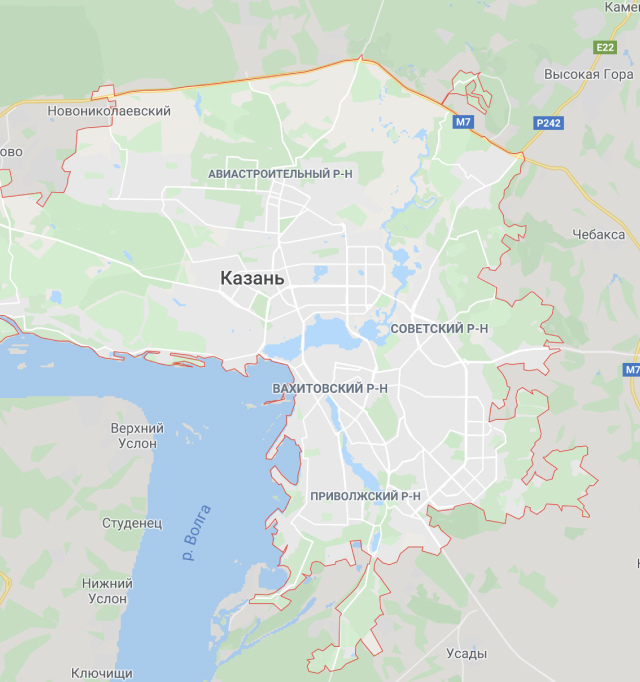 Каме
E22
Высокая Гора
Новониколаевский
M7
P242
ово
АВИАСТРОИТЕЛЬНЫЙ Р-Н
Чебакса
Казань
СОВЕТСКИЙ Р-Н
M7
ВАХИТОВСКИЙ Р-Н
Верхний
Услон
ПРИВОЛЖСКИЙ Р-Н
Студенец
р. Волга
Нижний
Услон
Усады
Ключищи